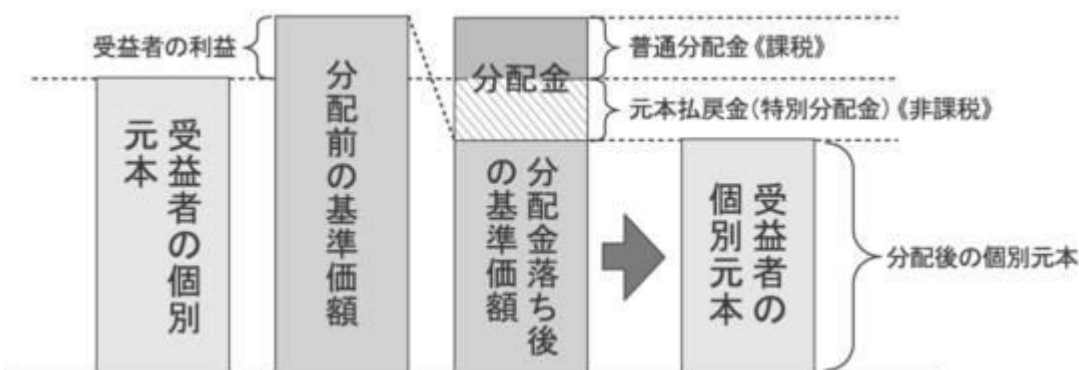 受益者の利益
受益者の個別
元本
分配前の基準価額
分配金
分配金落ち後
の基準価額
普通分配金《課税》
元本払戻金(特別分配金)《非課税》
受益者の
個別元本
分配後の個別元本